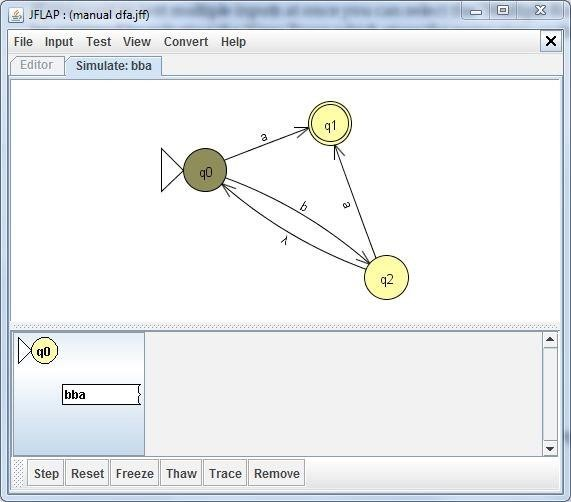 JFLAP : (manual dfa.jff)
File Input Test View Convert Help
Editor Simulate: bba
q1
a
q0
b
a
λ
q2
q0
bba
Step Reset Freeze Thaw Trace Remove